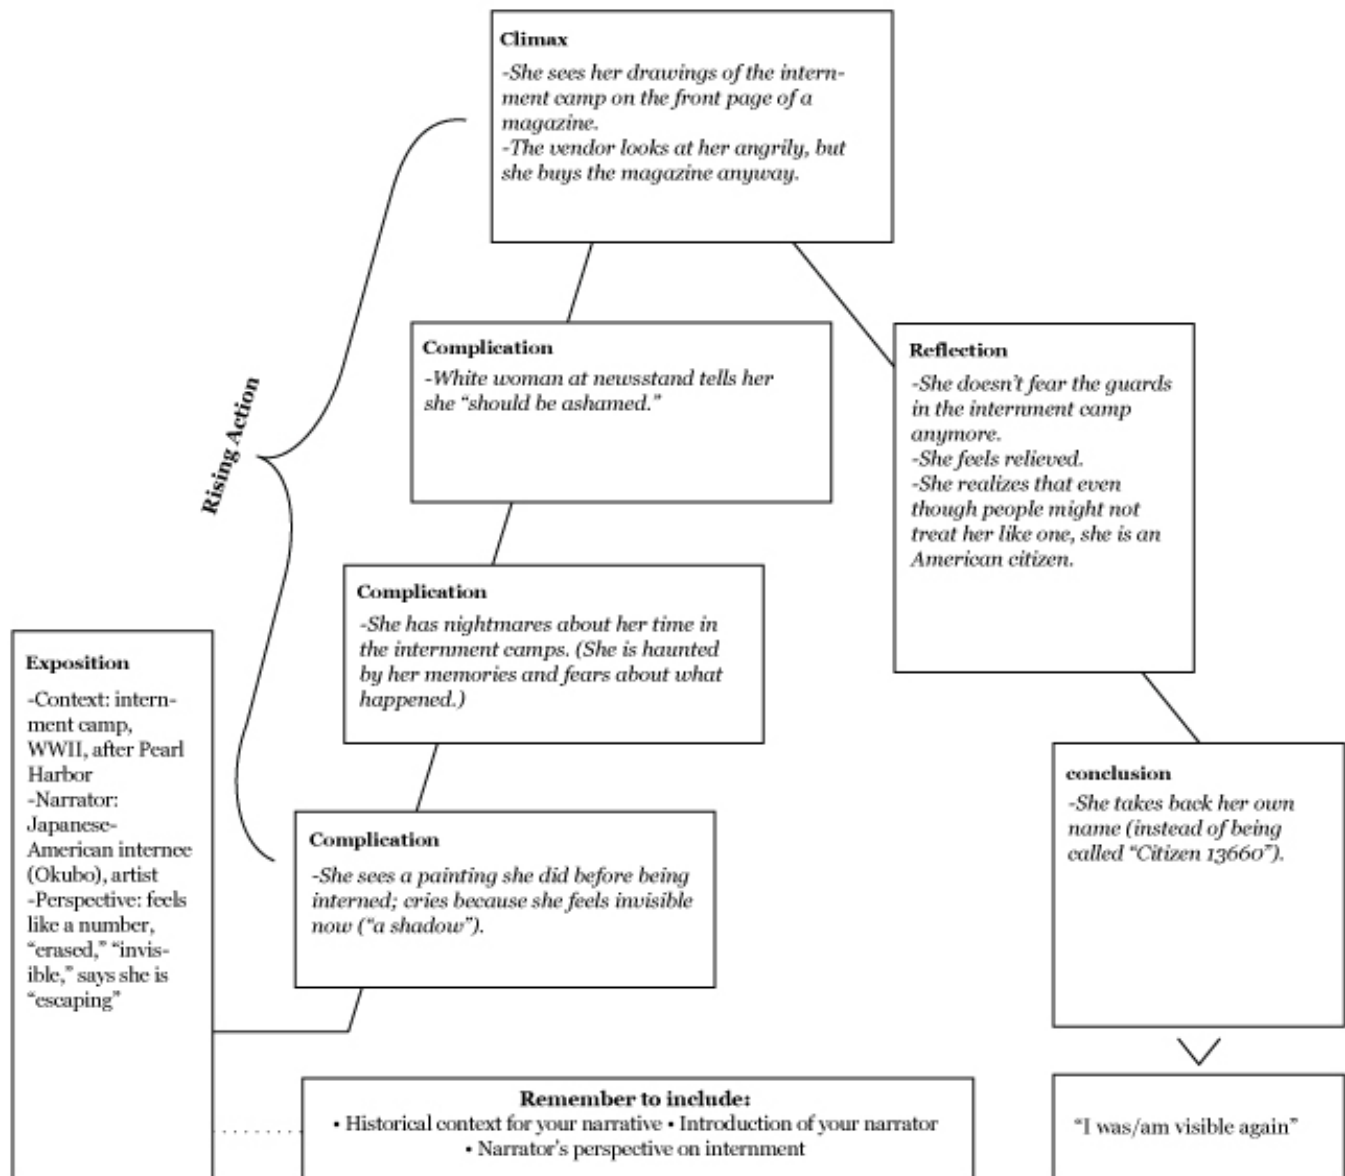 Exposition
-Context: intern-
ment camp,
WWII, after Pearl
Harbor
-Narrator:
Japanese-
American internee
(Okubo), artist
-Perspective: feels
like a number,
“erased,” “invis-
ible,” says she is
“escaping”
Rising Action
Complication
-She sees a painting she did before being
interned; cries because she feels invisible
now (“a shadow”).
Complication
-She has nightmares about her time in
the internment camps. (She is haunted
by her memories and fears about what
happened.)
Complication
-White woman at newsstand tells her
she “should be ashamed.”
Climax
-She sees her drawings of the intern-
ment camp on the front page of a
magazine.
-The vendor looks at her angrily, but
she buys the magazine anyway.
Reflection
-She doesn’t fear the guards
in the internment camp
anymore.
-She feels relieved.
-She realizes that even
though people might not
treat her like one, she is an
American citizen.
conclusion
-She takes back her own
name (instead of being
called “Citizen 13660”).
“I was/am visible again”
Remember to include:
• Historical context for your narrative • Introduction of your narrator
• Narrator’s perspective on internment